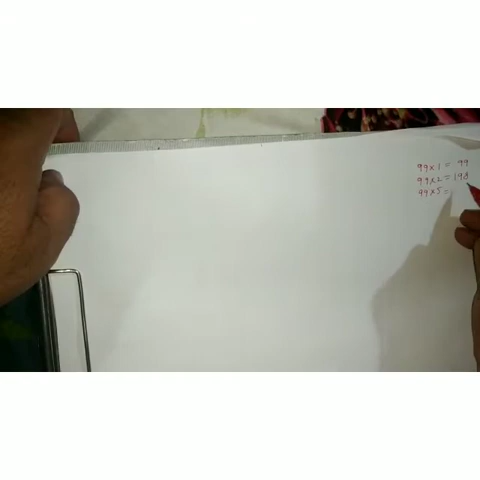 99×1 = 99
99×2 = 198
99×5 =